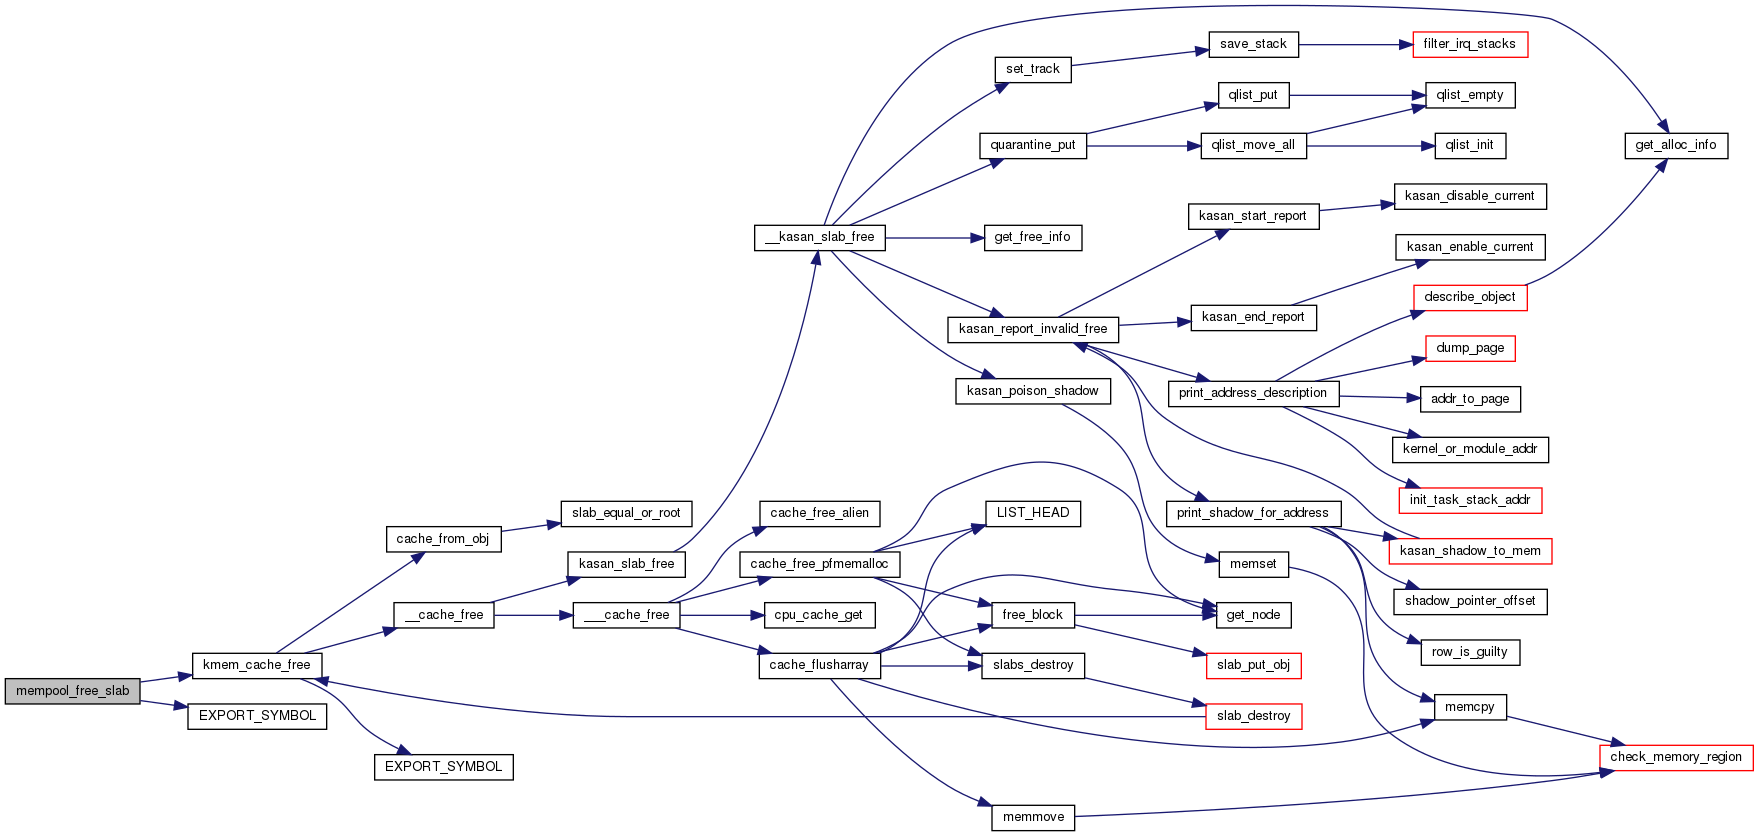 save_stack
filter_irq_stacks
set_track
qlist_put
qlist_empty
quarantine_put
qlist_move_all
qlist_init
get_alloc_info
kasan_disable_current
kasan_start_report
__kasan_slab_free
get_free_info
kasan_enable_current
describe_object
kasan_end_report
kasan_report_invalid_free
dump_page
kasan_poison_shadow
print_address_description
addr_to_page
kernel_or_module_addr
init_task_stack_addr
slab_equal_or_root
cache_free_alien
LIST_HEAD
print_shadow_for_address
cache_from_obj
kasan_shadow_to_mem
kasan_slab_free
cache_free_pfmemalloc
memset
shadow_pointer_offset
__cache_free
___cache_free
cpu_cache_get
free_block
get_node
row_is_guilty
kmem_cache_free
cache_flusharray
slabs_destroy
slab_put_obj
mempool_free_slab
memcpy
EXPORT_SYMBOL
slab_destroy
check_memory_region
EXPORT_SYMBOL
memmove